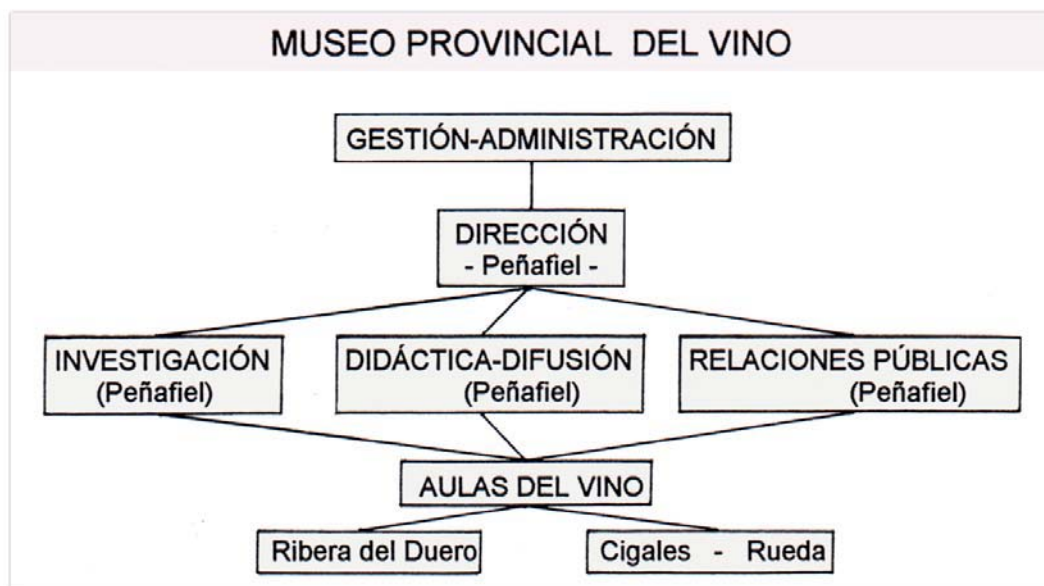 MUSEO PROVINCIAL DEL VINO
GESTIÓN-ADMINISTRACIÓN
DIRECCIÓN
- Peñafiel -
INVESTIGACIÓN
(Peñafiel)
DIDÁCTICA-DIFUSIÓN
(Peñafiel)
RELACIONES PÚBLICAS
(Peñafiel)
AULAS DEL VINO
Ribera del Duero
Cigales - Rueda